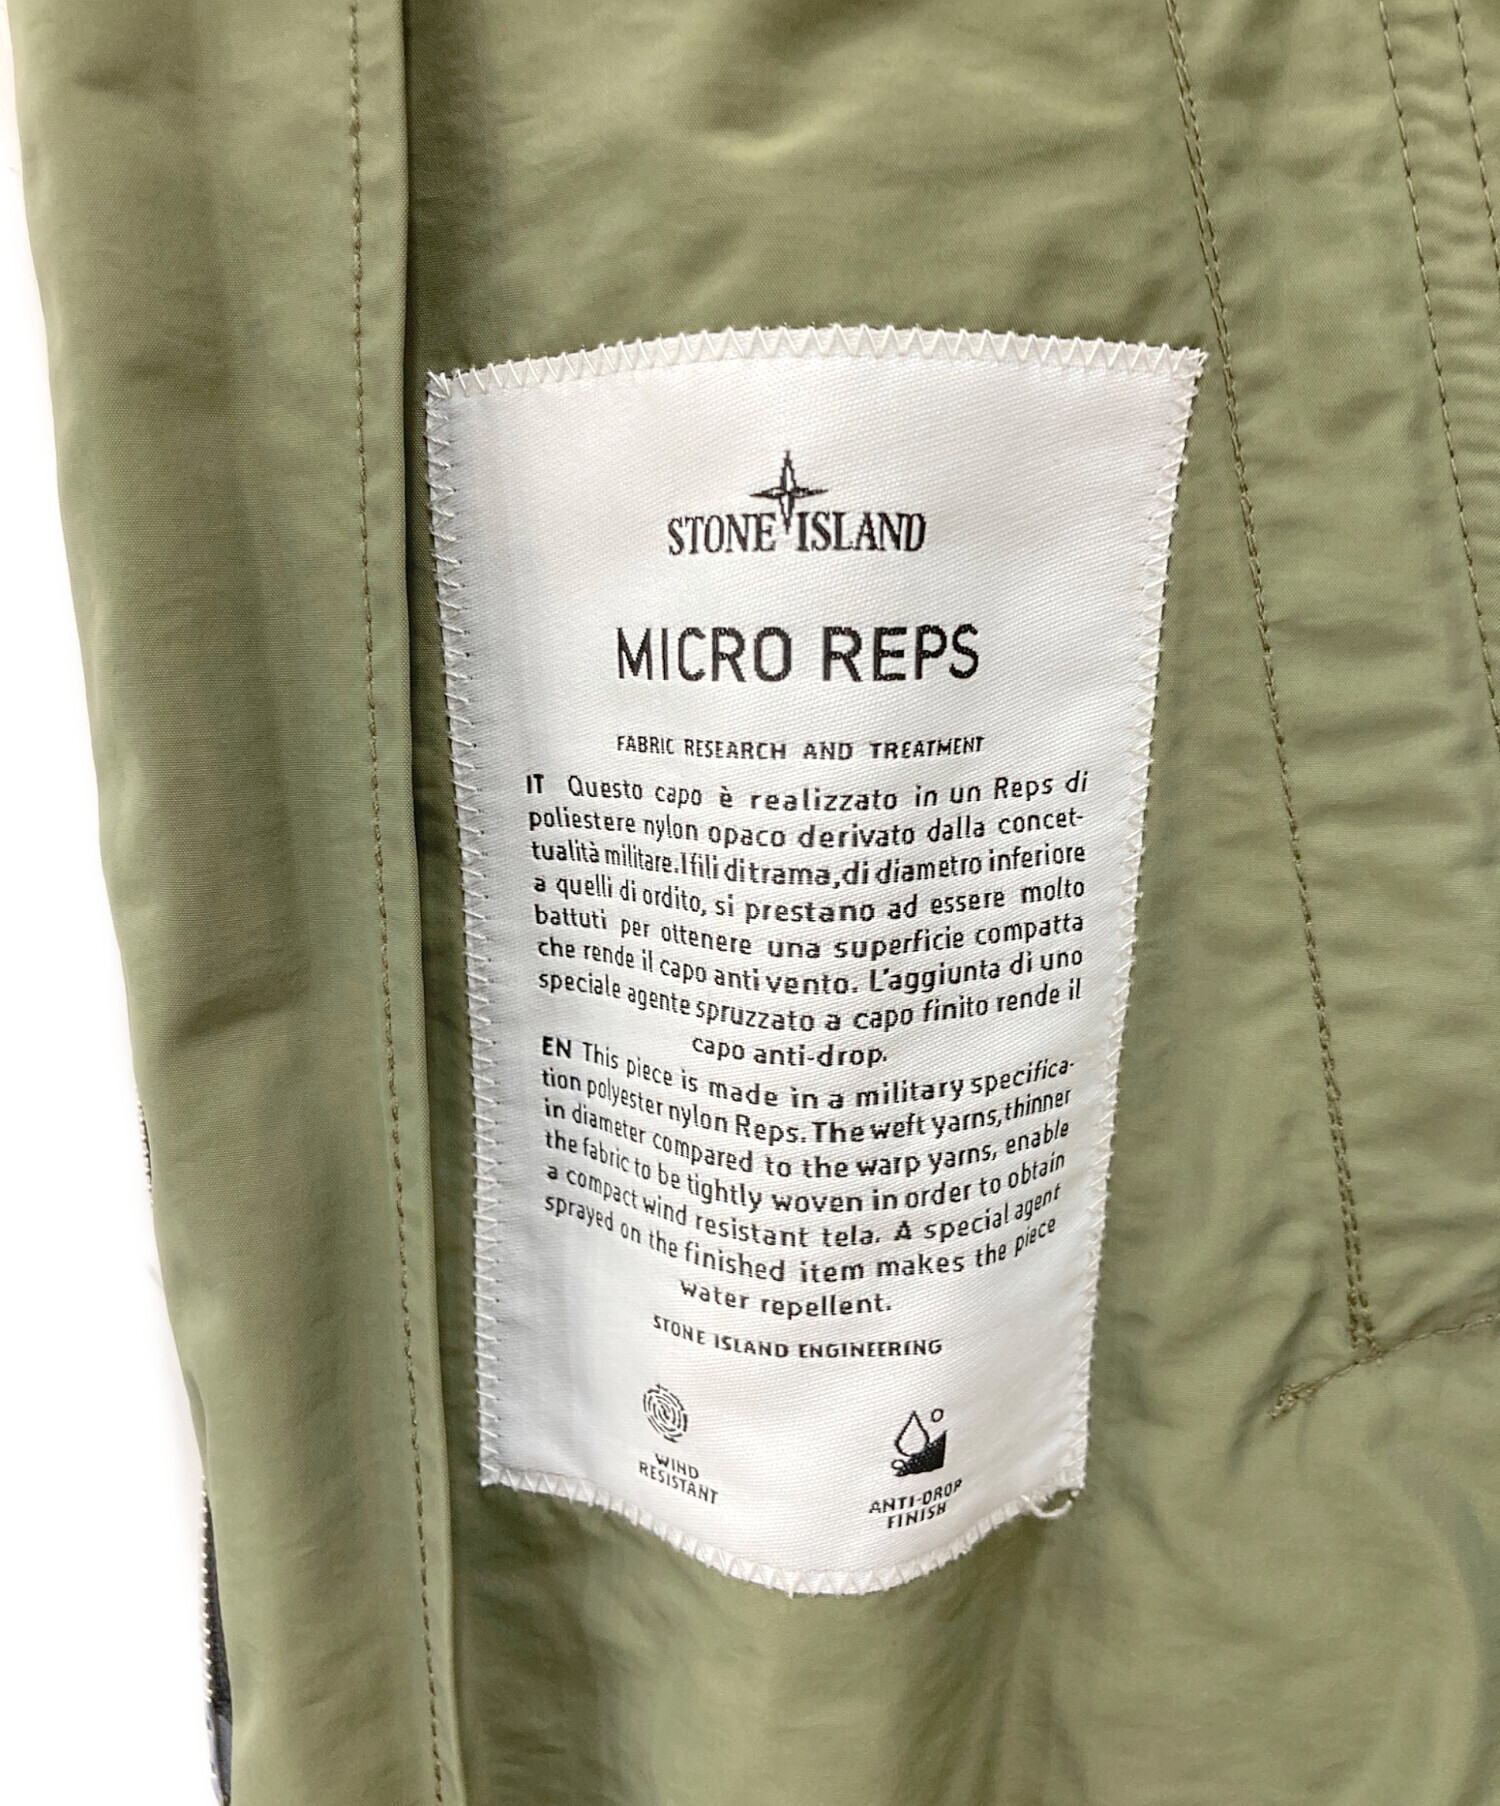 STONE ISLAND
MICRO REPS
FABRIC RESEARCH AND TREATMENT
IT Questo capo è realizzato in un Reps di
poliestere nylon opaco derivato dalla concet-
tualità militare. I fili di trama, di diametro inferiore
a quelli di ordito, si prestano ad essere molto
battuti per ottenere una superficie compatta
che rende il capo anti vento. L'aggiunta di uno
speciale agente spruzzato a capo finito rende il
capo anti-drop.
EN This piece is made in a military specifica-
tion polyester nylon Reps. The weft yarns, thinner
in diameter compared to the warp yarns, enable
the fabric to be tightly woven in order to obtain
a compact wind resistant tela. A special agent
sprayed on the finished item makes the piece
water repellent.
STONE ISLAND ENGINEERING
WIND
RESISTANT
ANTI-DROP
FINISH